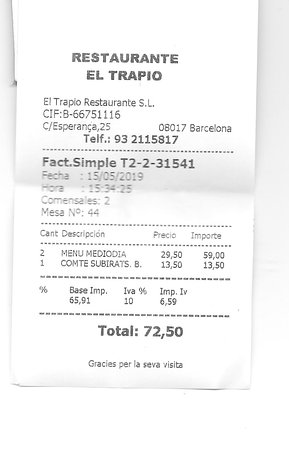 RESTAURANTE
EL TRAPIO
El Trapio Restaurante S.L.
CIF:B-66751116
C/Esperança,25 08017 Barcelona
Telf.: 93 2115817
Fact.Simple T2-2-31541
Fecha : 15/05/2019
Hora : 15:34:25
Comensales: 2
Mesa Nº: 44
Cant Descripción Precio Importe
2 MENU MEDIODIA 29,50 59,00
1 COMTE SUBIRATS. B. 13,50 13,50
% Base Imp. Iva % Imp. Iv
65,91 10 6,59
Total: 72,50
Gracies per la seva visita